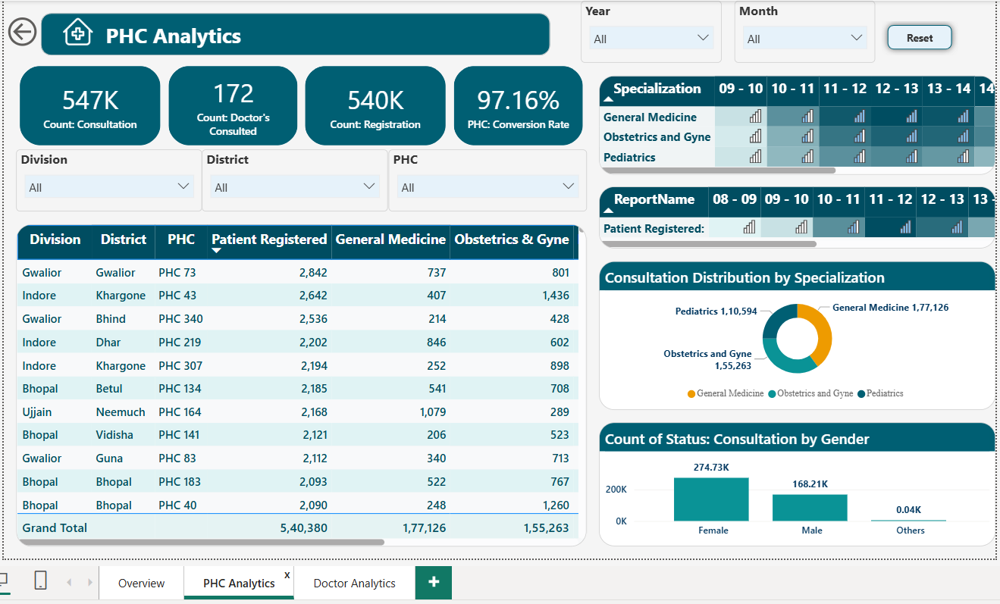 PHC Analytics
Year
All
Month
All
Reset
547K
Count: Consultation
172
Count: Doctor's
Consulted
540K
Count: Registration
97.16%
PHC: Conversion Rate
Division
All
District
All
PHC
All
Division District PHC Patient Registered General Medicine Obstetrics & Gyne
Gwalior Gwalior PHC 73 2,842 737 801
Indore Khargone PHC 43 2,642 407 1,436
Gwalior Bhind PHC 340 2,536 214 428
Indore Dhar PHC 219 2,202 846 602
Indore Khargone PHC 307 2,194 252 898
Bhopal Betul PHC 134 2,185 541 708
Ujjain Neemuch PHC 164 2,168 1,079 289
Bhopal Vidisha PHC 141 2,121 206 523
Gwalior Guna PHC 83 2,112 340 713
Bhopal Bhopal PHC 183 2,093 522 767
Bhopal Bhopal PHC 40 2,090 248 1,260
Grand Total 5,40,380 1,77,126 1,55,263
Specialization 09 - 10 10 - 11 11 - 12 12 - 13 13 - 14 14
General Medicine
Obstetrics and Gyne
Pediatrics
ReportName 08 - 09 09 - 10 10 - 11 11 - 12 12 - 13 13 -
Patient Registered:
Consultation Distribution by Specialization
Pediatrics 1,10,594
General Medicine 1,77,126
Obstetrics and Gyne
1,55,263
General Medicine Obstetrics and Gyne Pediatrics
Count of Status: Consultation by Gender
274.73K
168.21K
0.04K
200K
0K
Female Male Others
Overview
PHC Analytics x
Doctor Analytics
+